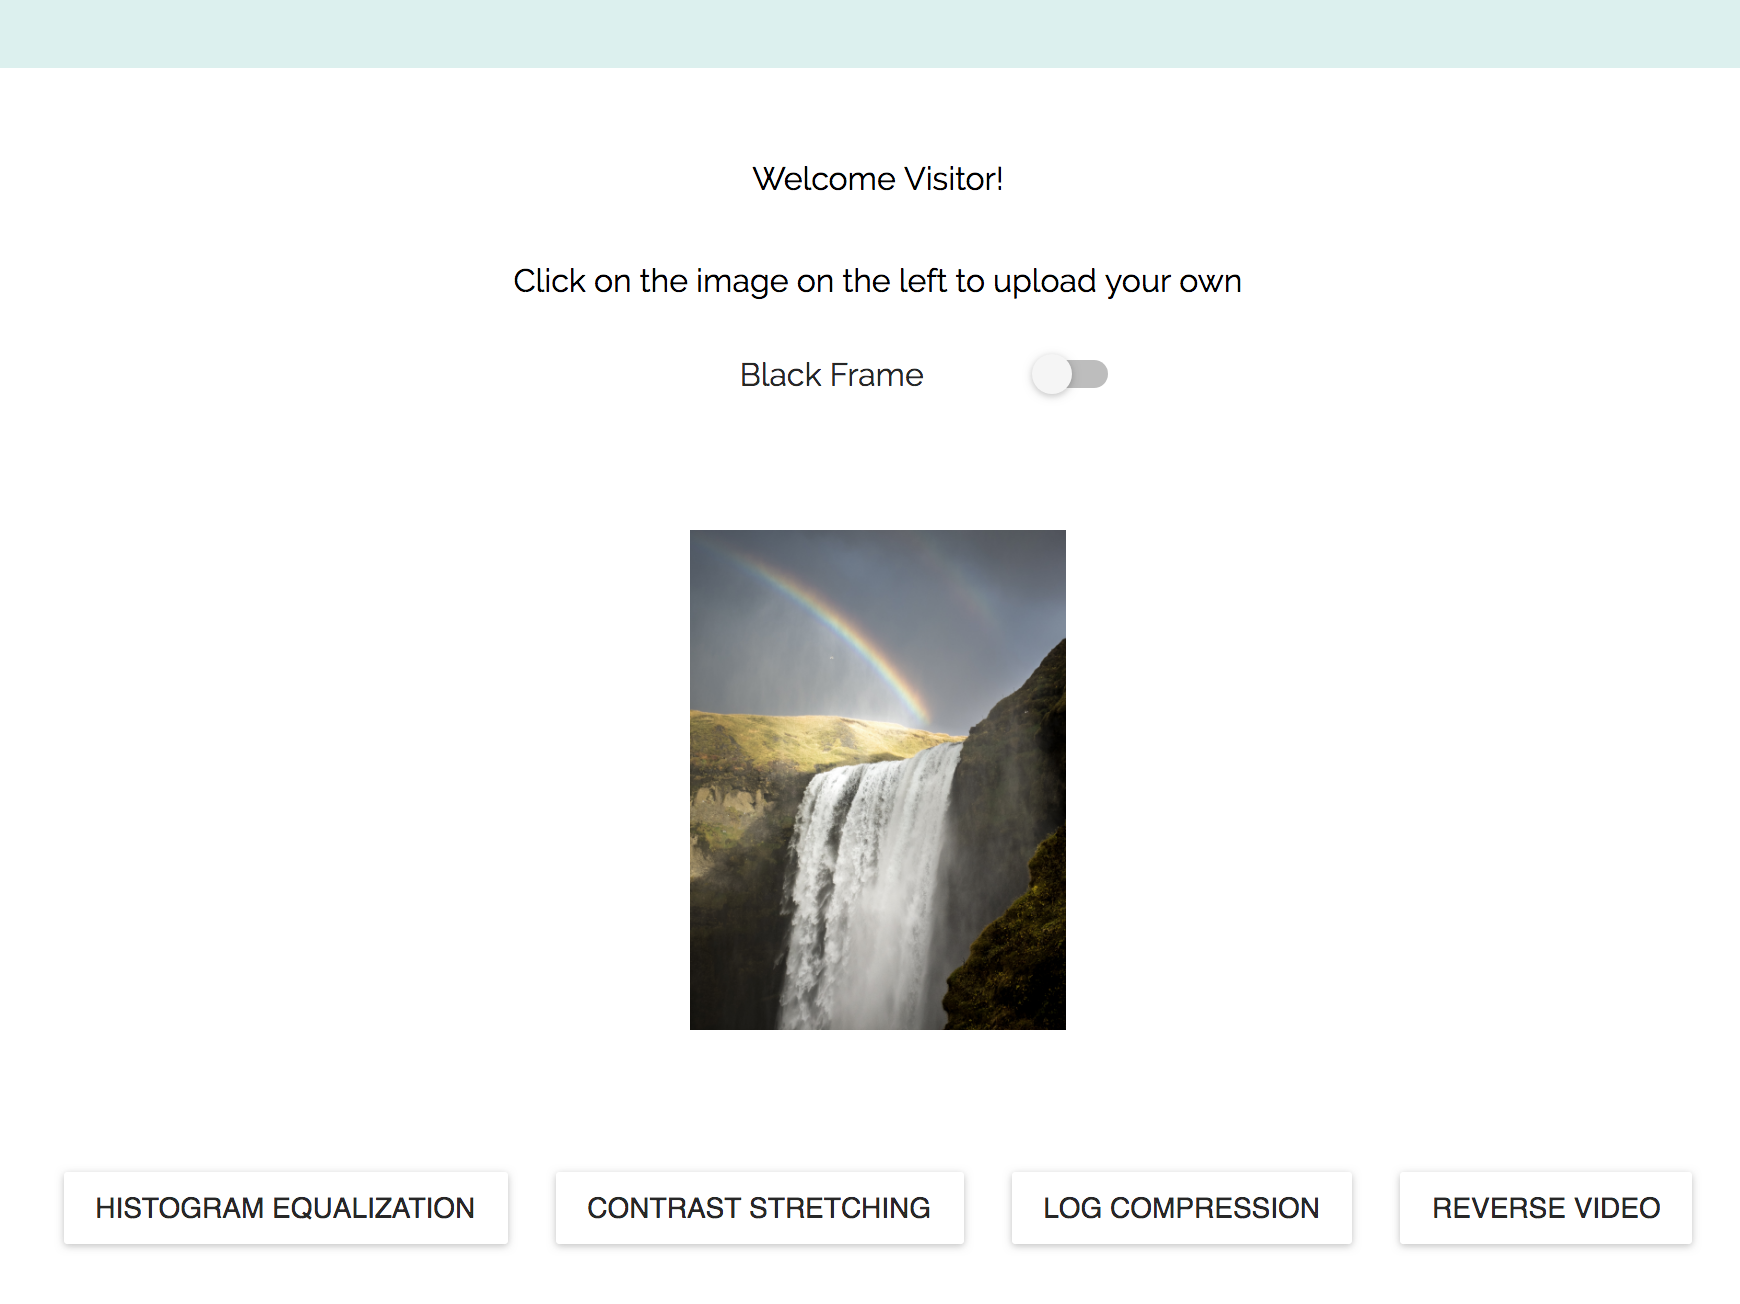 Welcome Visitor!
Click on the image on the left to upload your own
Black Frame
HISTOGRAM EQUALIZATION
CONTRAST STRETCHING
LOG COMPRESSION
REVERSE VIDEO